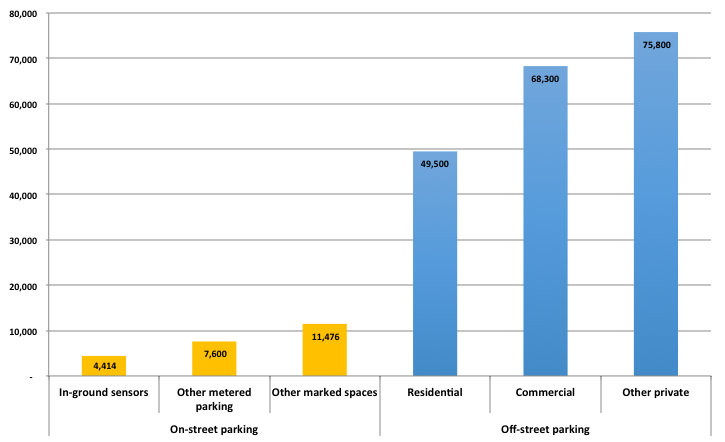 80,000
70,000
60,000
50,000
40,000
30,000
20,000
10,000
-
4,414
7,600
11,476
49,500
68,300
75,800
In-ground sensors
Other metered
parking
Other marked spaces
Residential
Commercial
Other private
On-street parking
Off-street parking